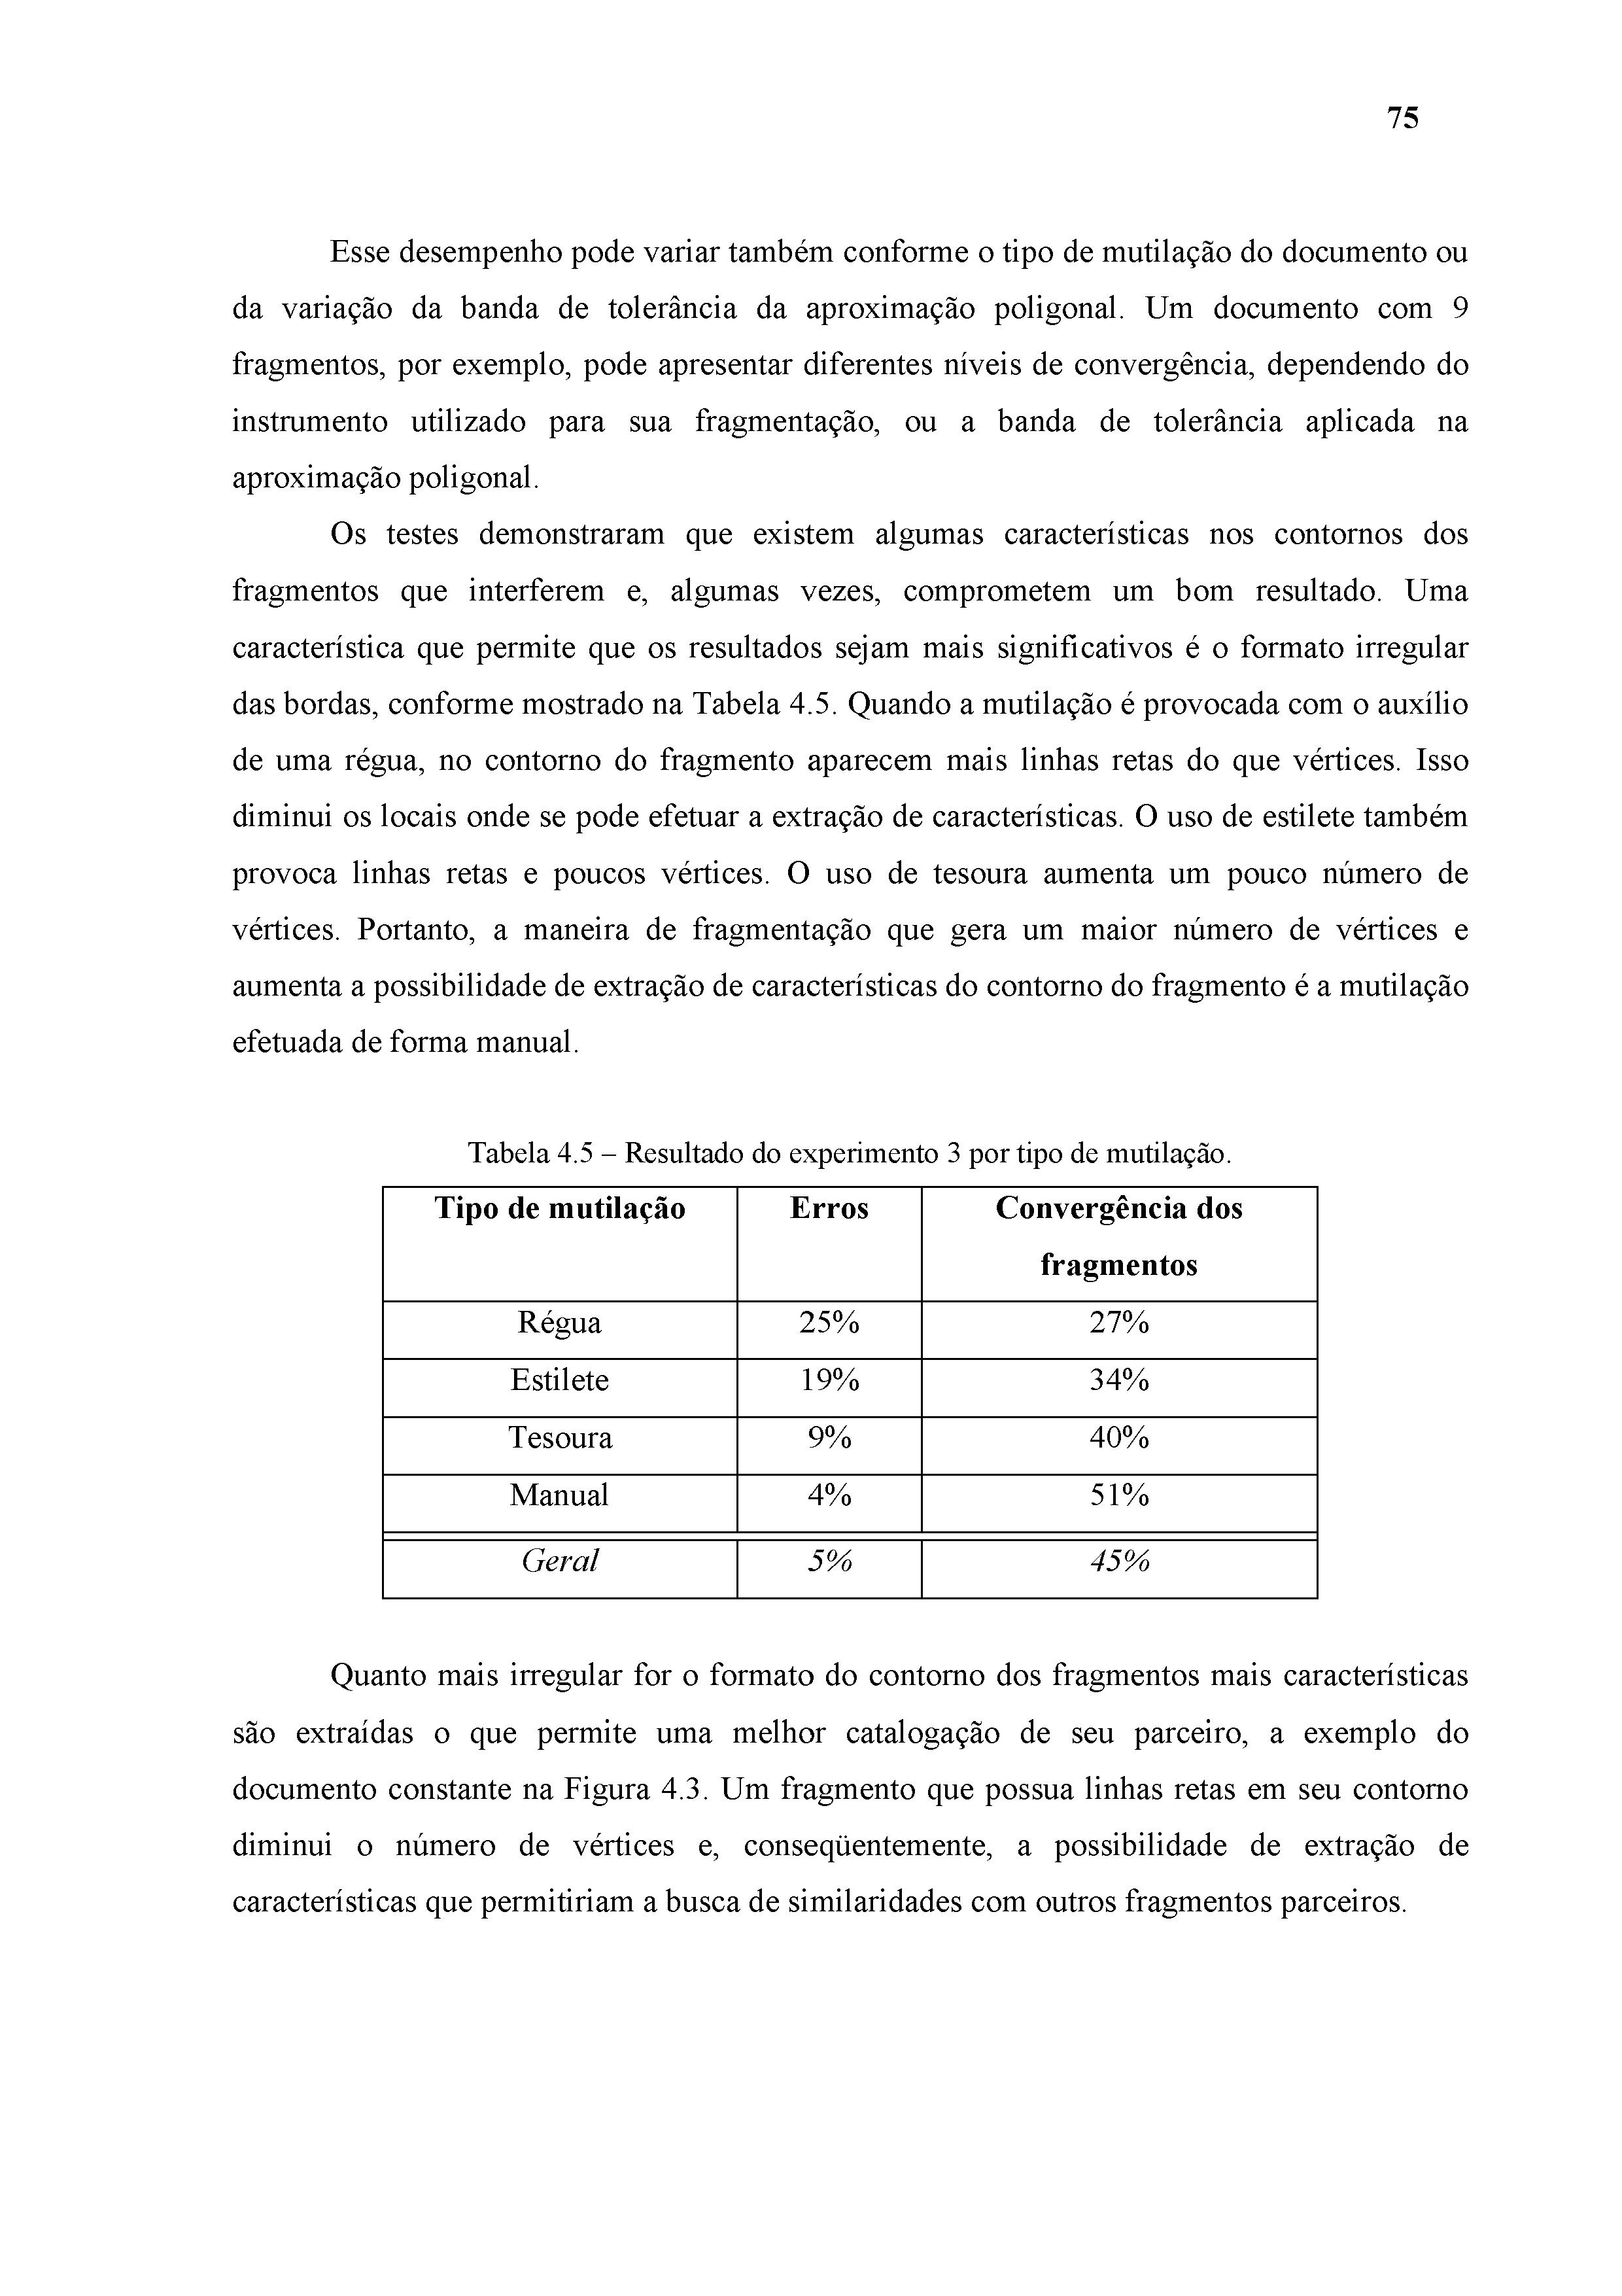 75
Esse desempenho pode variar também conforme o tipo de mutilação do documento ou
da variação da banda de tolerância da aproximação poligonal. Um documento com 9
fragmentos, por exemplo, pode apresentar diferentes níveis de convergência, dependendo do
instrumento utilizado para sua fragmentação, ou a banda de tolerância aplicada na
aproximação poligonal.
Os testes demonstraram que existem algumas características nos contornos dos
fragmentos que interferem e, algumas vezes, comprometem um bom resultado. Uma
característica que permite que os resultados sejam mais significativos é o formato irregular
das bordas, conforme mostrado na Tabela 4.5. Quando a mutilação é provocada com o auxílio
de uma régua, no contorno do fragmento aparecem mais linhas retas do que vértices. Isso
diminui os locais onde se pode efetuar a extração de características. O uso de estilete também
provoca linhas retas e poucos vértices. O uso de tesoura aumenta um pouco número de
vértices. Portanto, a maneira de fragmentação que gera um maior número de vértices e
aumenta a possibilidade de extração de características do contorno do fragmento é a mutilação
efetuada de forma manual.
Tabela 4.5 – Resultado do experimento 3 por tipo de mutilação.
Tipo de mutilação Erros Convergência dos
fragmentos
Régua 25% 27%
Estilete 19% 34%
Tesoura 9% 40%
Manual 4% 51%
Geral 5% 45%
Quanto mais irregular for o formato do contorno dos fragmentos mais características
são extraídas o que permite uma melhor catalogação de seu parceiro, a exemplo do
documento constante na Figura 4.3. Um fragmento que possua linhas retas em seu contorno
diminui o número de vértices e, conseqüentemente, a possibilidade de extração de
características que permitiriam a busca de similaridades com outros fragmentos parceiros.